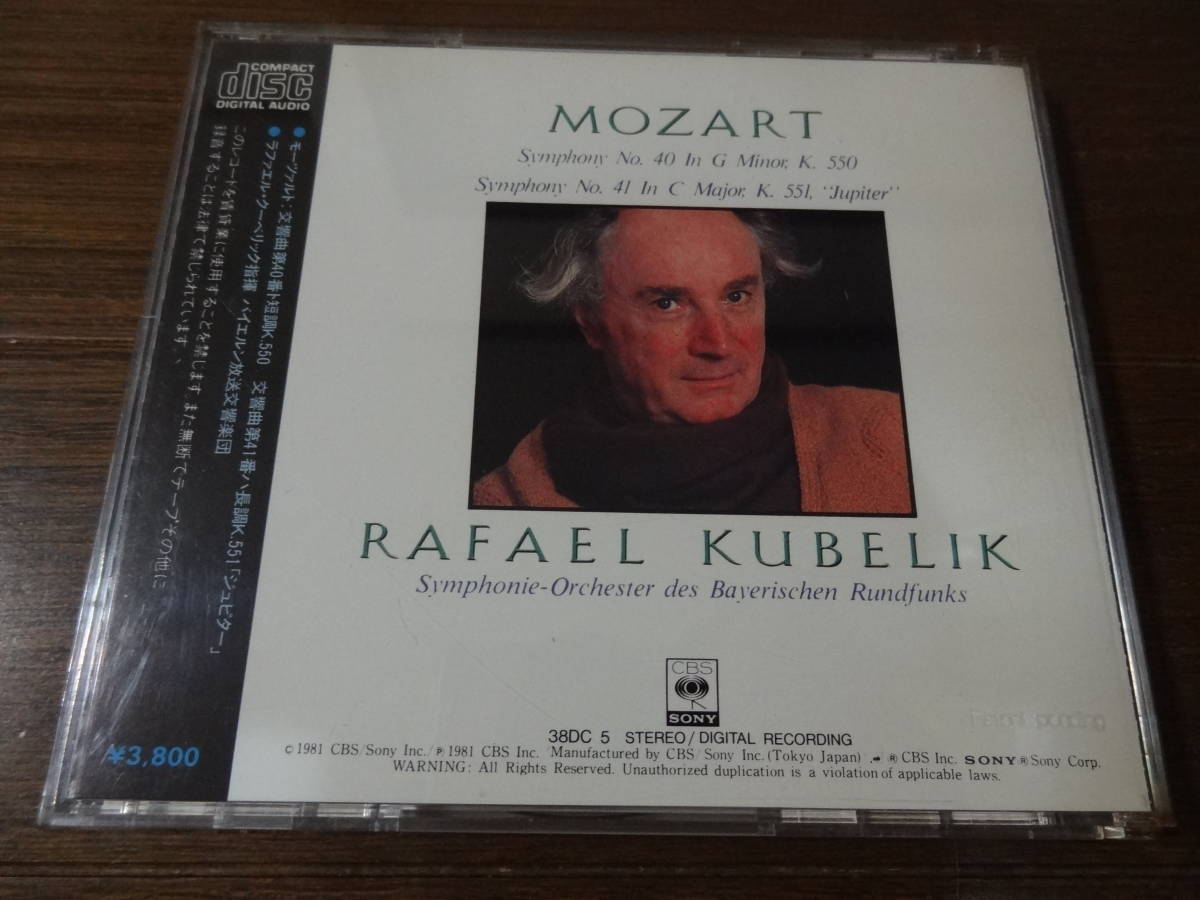 COMPACT
disc
DIGITAL AUDIO
● モーツァルト：交響曲第40番ト短調K.550　交響曲第41番ハ長調K.551「ジュピター」
● ラファエル・クーベリック指揮 バイエルン放送交響楽団
このレコードを賃貸業に使用することを禁じます。また無断でテープその他に
録音することは法律で禁じられています。
¥3,800
MOZART
Symphony No. 40 In G Minor, K. 550
Symphony No. 41 In C Major, K. 551, "Jupiter"
RAFAEL KUBELIK
Symphonie-Orchester des Bayerischen Rundfunks
CBS
SONY
38DC 5 STEREO/DIGITAL RECORDING
©1981 CBS/Sony Inc./℗1981 CBS Inc. Manufactured by CBS/Sony Inc. (Tokyo Japan) ® CBS Inc. SONY® Sony Corp.
WARNING: All Rights Reserved. Unauthorized duplication is a violation of applicable laws.